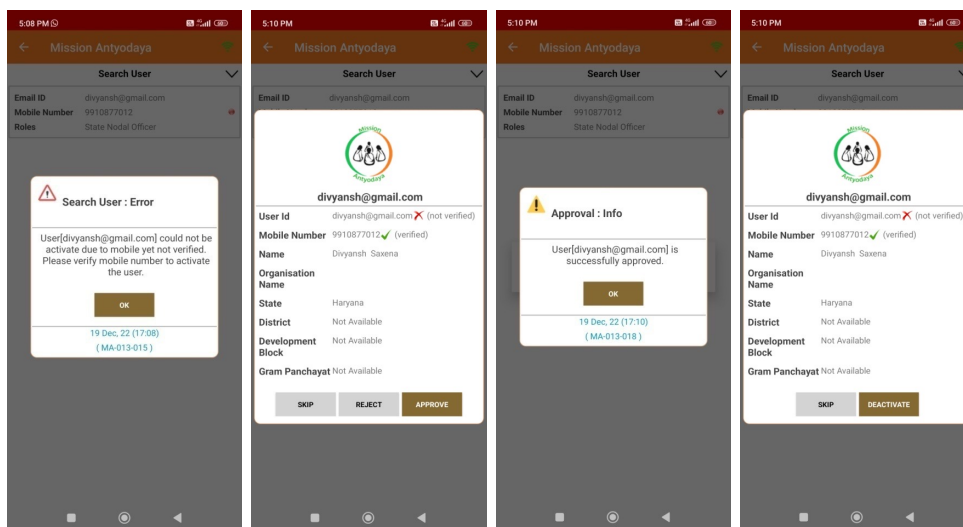 5:08 PM
4G
Mission Antyodaya
Search User
Email ID divyansh@gmail.com
Mobile Number 9910877012
Roles State Nodal Officer
Search User : Error
User[divyansh@gmail.com] could not be
activate due to mobile yet not verified.
Please verify mobile number to activate
the user.
OK
19 Dec, 22 (17:08)
( MA-013-015 )
5:10 PM
4G
Mission Antyodaya
Search User
Email ID divyansh@gmail.com
Mission
Antyodaya
divyansh@gmail.com
User Id divyansh@gmail.com (not verified)
Mobile Number 9910877012 (verified)
Name Divyansh Saxena
Organisation
Name
State Haryana
District Not Available
Development Not Available
Block
Gram Panchayat Not Available
SKIP REJECT APPROVE
5:10 PM
4G
Mission Antyodaya
Search User
Email ID divyansh@gmail.com
Mobile Number 9910877012
Roles State Nodal Officer
Approval : Info
User[divyansh@gmail.com] is
successfully approved.
OK
19 Dec, 22 (17:10)
( MA-013-018 )
5:10 PM
4G
Mission Antyodaya
Search User
Email ID divyansh@gmail.com
Mission
Antyodaya
divyansh@gmail.com
User Id divyansh@gmail.com (not verified)
Mobile Number 9910877012 (verified)
Name Divyansh Saxena
Organisation
Name
State Haryana
District Not Available
Development Not Available
Block
Gram Panchayat Not Available
SKIP DEACTIVATE